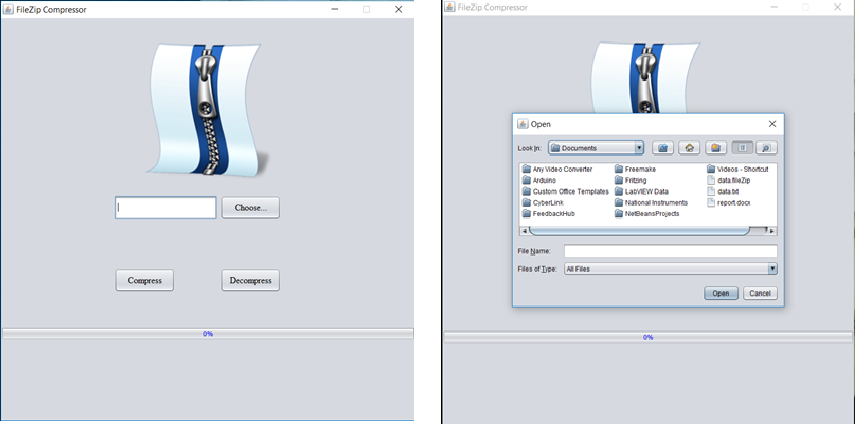 FileZip Compressor
Choose...
Compress
Decompress
0%
FileZip Compressor
Open
Look In:
Documents
Any Video Converter
Freemake
Videos - Shortcut
Arduino
Fritzing
data.fileZip
Custom Office Templates
LabVIEW Data
data.txt
CyberLink
National Instruments
report.docx
FeedbackHub
NetBeansProjects
File Name:
Files of Type:
All Files
Open
Cancel
0%